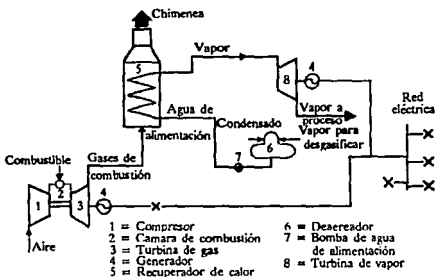 Chimenea
Vapor
4
5
8
Red
eléctrica
Agua de
alimentación
Condensado
Vapor a
proceso
Vapor para
desgasificar
6
7
Combustible
Gases de
combustión
2
1
3
4
Aire
1 = Compresor
2 = Camara de combustión
3 = Turbina de gas
4 = Generador
5 = Recuperador de calor
6 = Desereador
7 = Bomba de agua
de alimentación
8 = Turbina de vapor